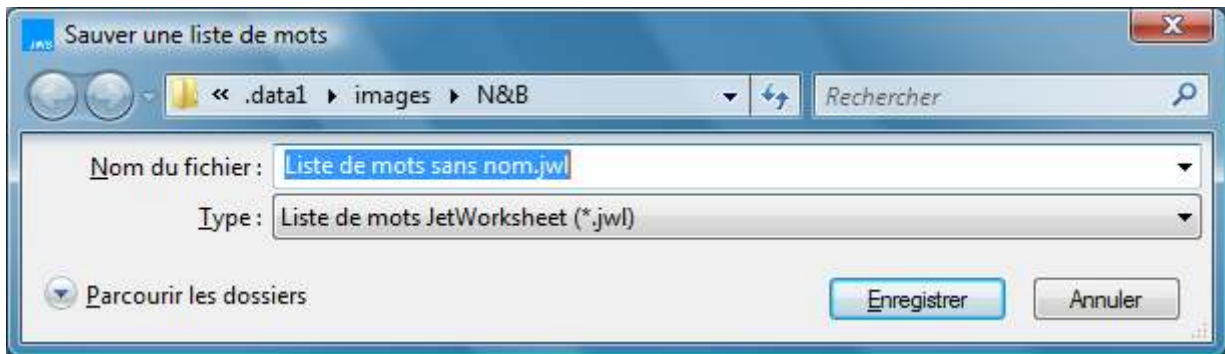 JWS Sauver une liste de mots
« .data1 images N&B Rechercher
Nom du fichier : Liste de mots sans nom.jwl
Type : Liste de mots JetWorksheet (*.jwl)
Parcourir les dossiers Enregistrer Annuler